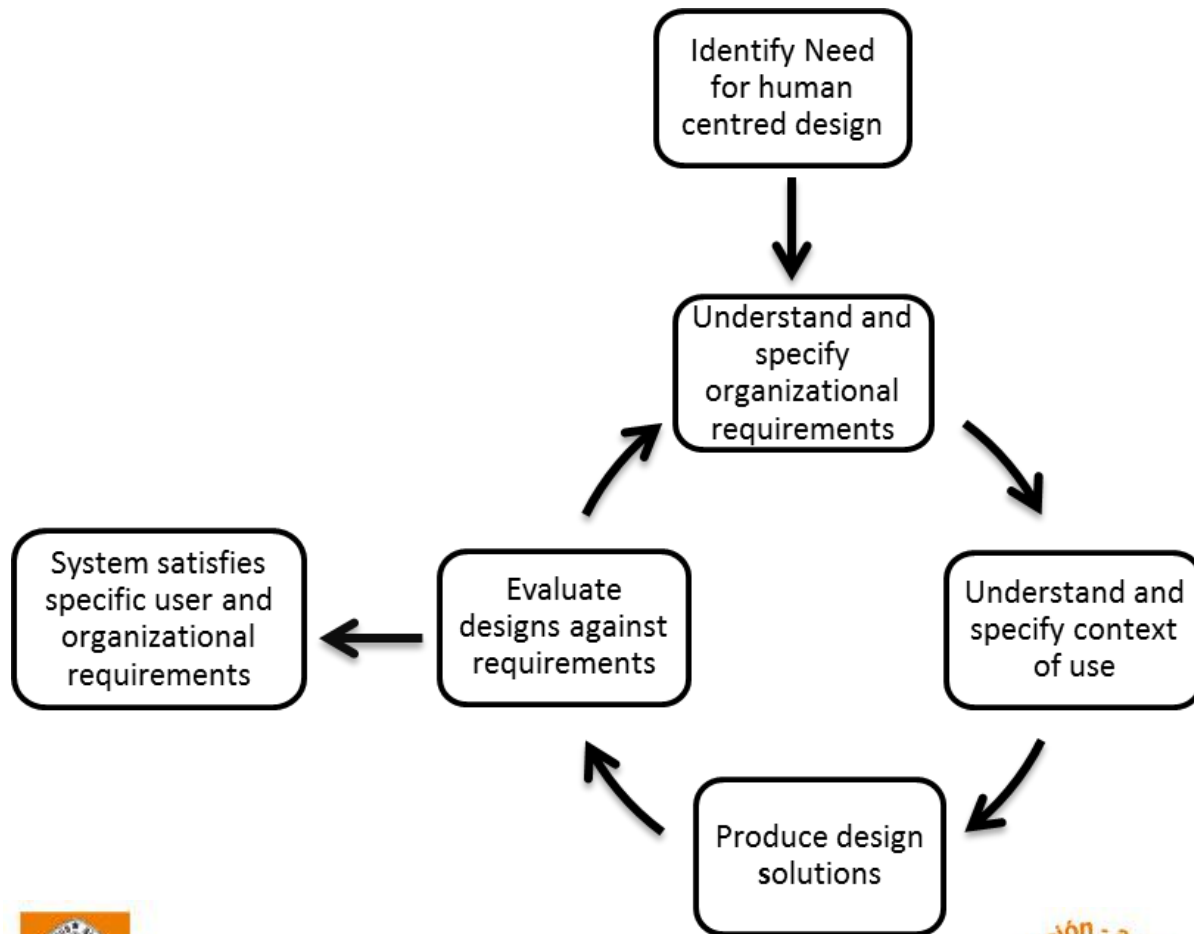 Identify Need
for human
centred design
Understand and
specify
organizational
requirements
Understand and
specify context
of use
Produce design
solutions
Evaluate
designs against
requirements
System satisfies
specific user and
organizational
requirements